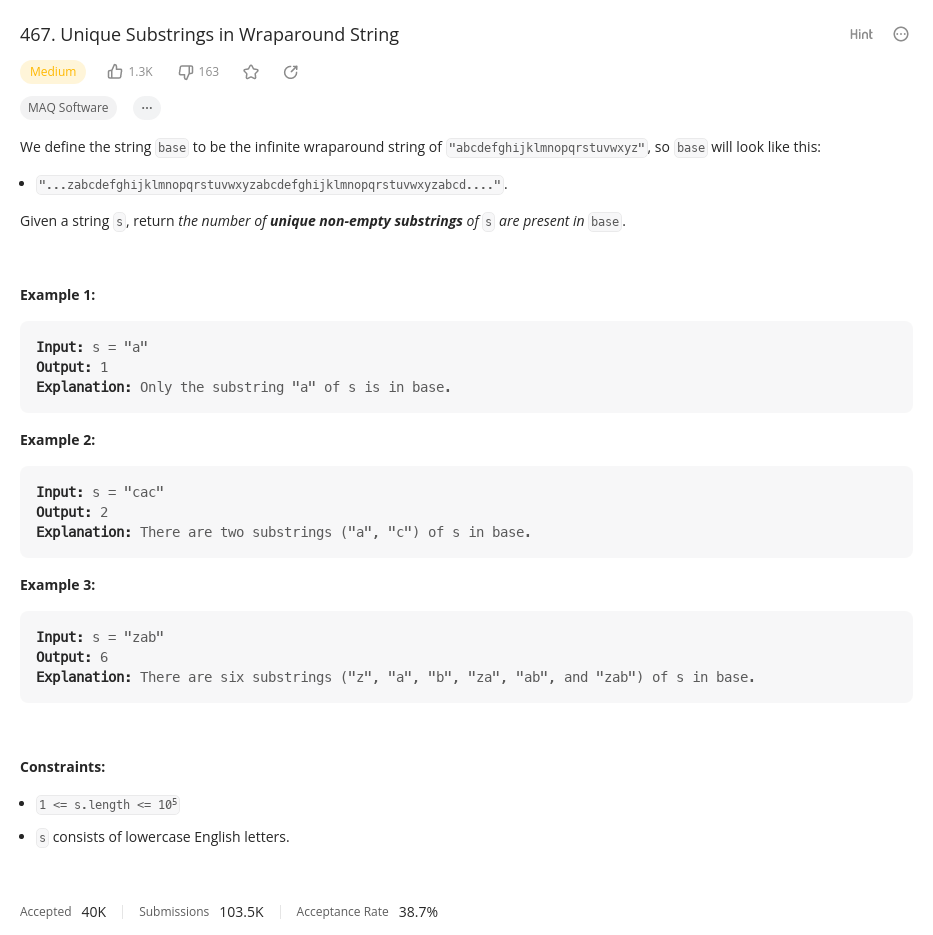 467. Unique Substrings in Wraparound String
Hint
Medium 1.3K 163
MAQ Software ...
We define the string base to be the infinite wraparound string of "abcdefghijklmnopqrstuvwxyz", so base will look like this:
• "...zabcdefghijklmnopqrstuvwxyzabcdefghijklmnopqrstuvwxyzabcd....".
Given a string s, return the number of unique non-empty substrings of s are present in base.
Example 1:
Input: s = "a"
Output: 1
Explanation: Only the substring "a" of s is in base.
Example 2:
Input: s = "cac"
Output: 2
Explanation: There are two substrings ("a", "c") of s in base.
Example 3:
Input: s = "zab"
Output: 6
Explanation: There are six substrings ("z", "a", "b", "za", "ab", and "zab") of s in base.
Constraints:
• 1 <= s.length <= 10⁵
• s consists of lowercase English letters.
Accepted 40K Submissions 103.5K Acceptance Rate 38.7%